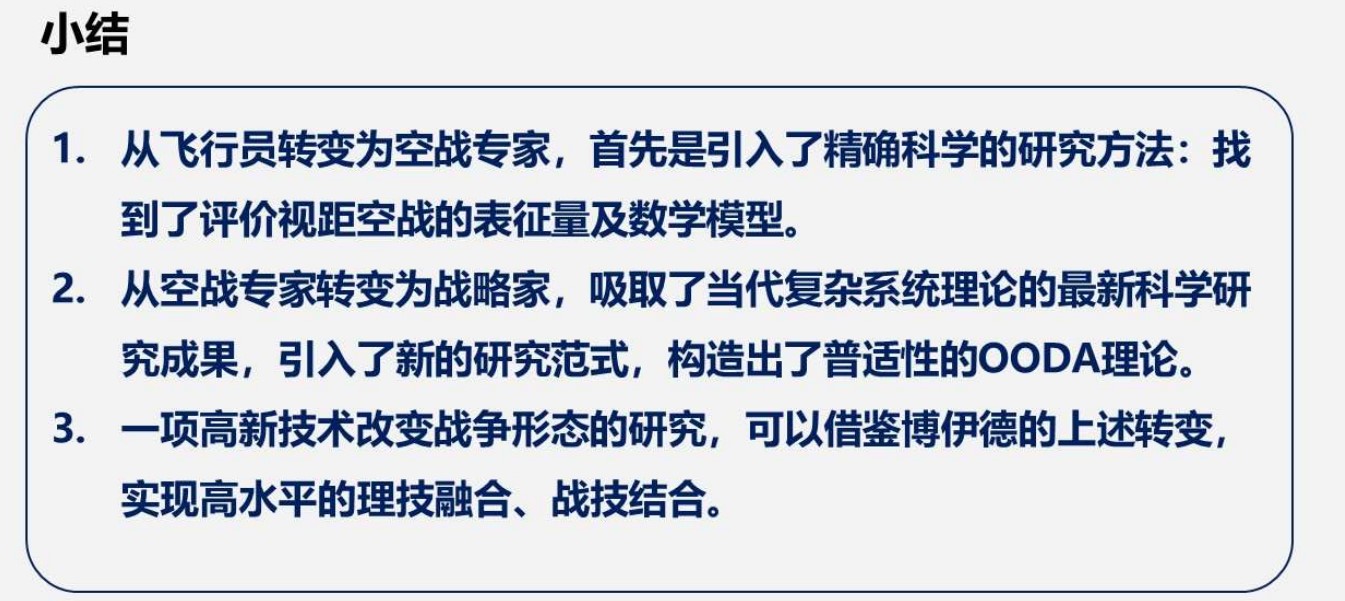 小结
1. 从飞行员转变为空战专家，首先是引入了精确科学的研究方法：找
到了评价视距空战的表征量及数学模型。
2. 从空战专家转变为战略家，吸取了当代复杂系统理论的最新科学研
究成果，引入了新的研究范式，构造出了普适性的OODA理论。
3. 一项高新技术改变战争形态的研究，可以借鉴博伊德的上述转变，
实现高水平的理技融合、战技结合。